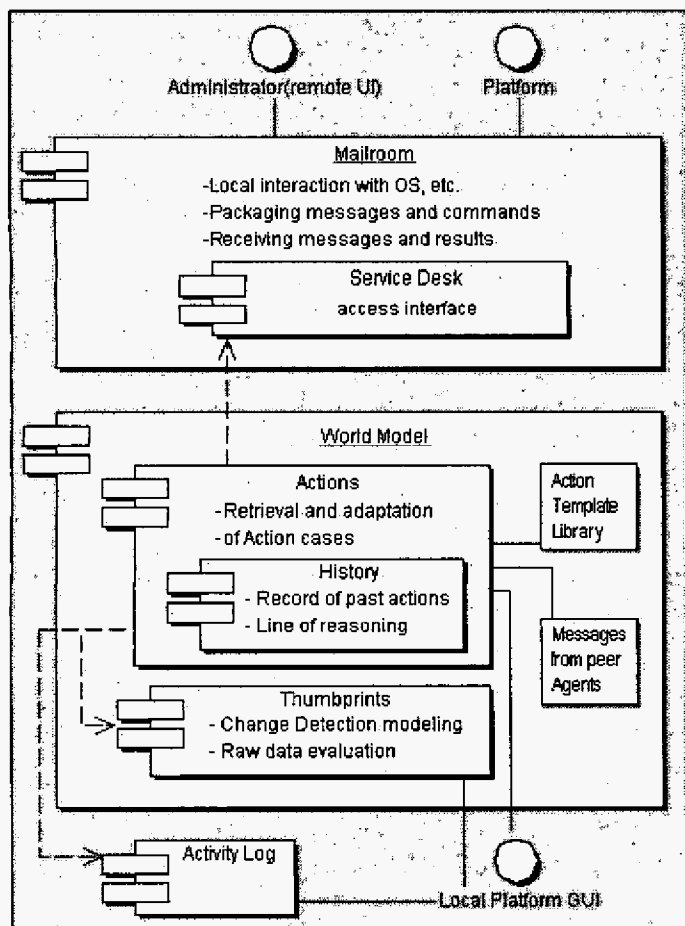 Administrator(remote UI)
Platform
Mailroom
-Local interaction with OS, etc.
-Packaging messages and commands
-Receiving messages and results
Service Desk
access interface
World Model
Actions
-Retrieval and adaptation
-of Action cases
Action
Template
Library
History
- Record of past actions
- Line of reasoning
Messages
from peer
Agents
Thumbprints
- Change Detection modeling
- Raw data evaluation
Activity Log
Local Platform GUI